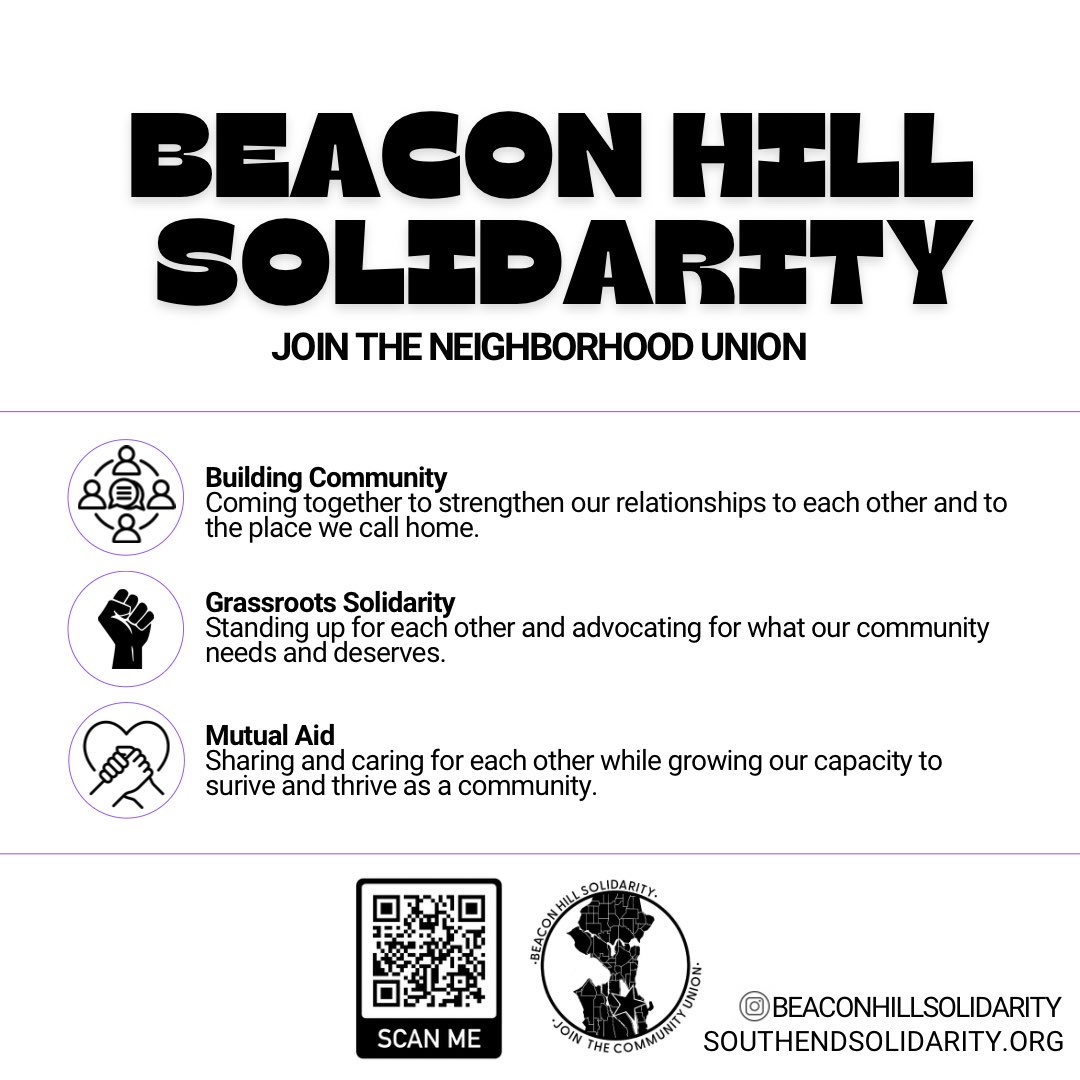 BEACON HILL
SOLIDARITY
JOIN THE NEIGHBORHOOD UNION
Building Community
Coming together to strengthen our relationships to each other and to
the place we call home.
Grassroots Solidarity
Standing up for each other and advocating for what our community
needs and deserves.
Mutual Aid
Sharing and caring for each other while growing our capacity to
surive and thrive as a community.
SCAN ME
·BEACON HILL SOLIDARITY·
·JOIN THE COMMUNITY UNION·
BEACONHILLSOLIDARITY
SOUTHENDSOLIDARITY.ORG